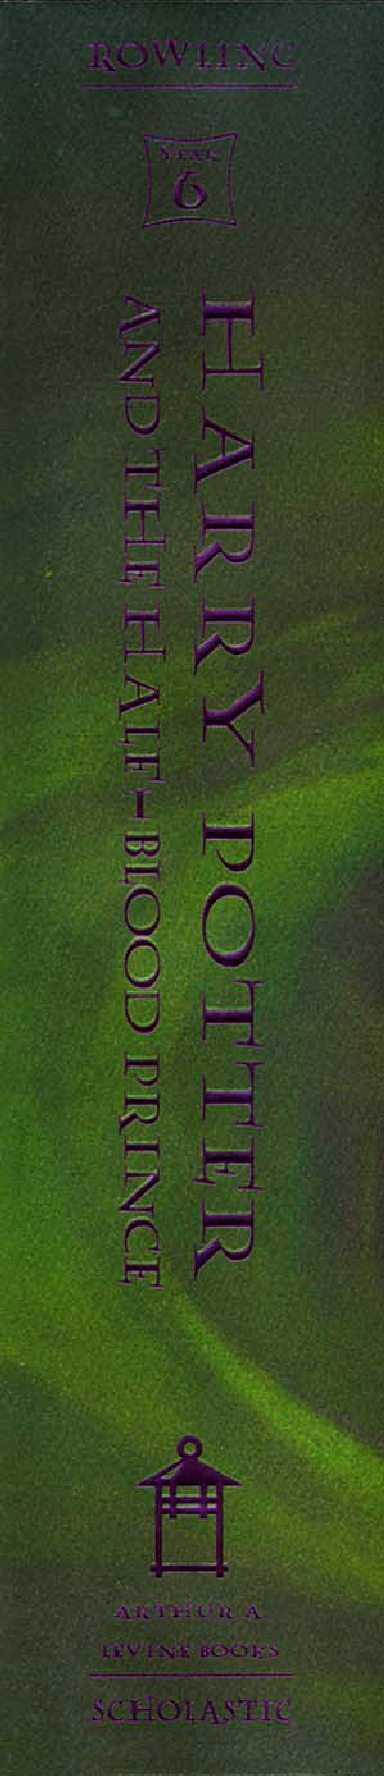 ROWLING
YEAR
6
HARRY POTTER
AND THE HALF-BLOOD PRINCE
ARTHUR A
LEVINE BOOKS
SCHOLASTIC